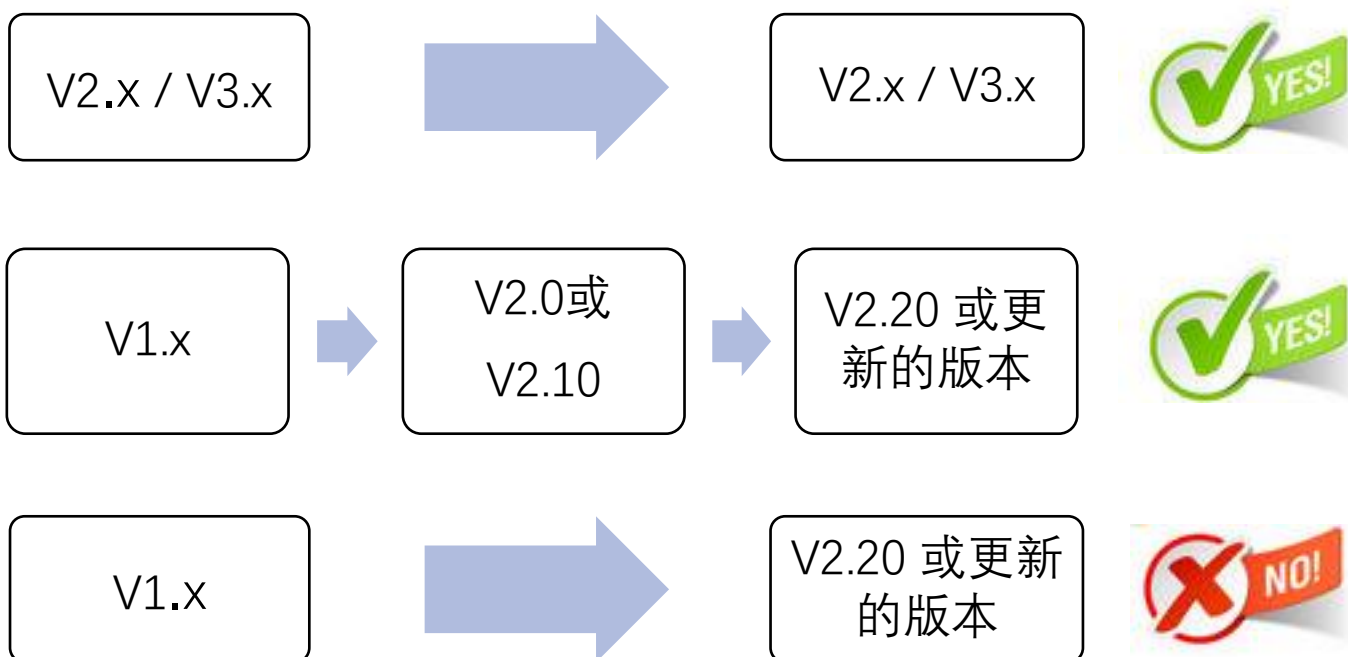 V2.x / V3.x
V2.x / V3.x
YES!
V1.x
V2.0或
V2.10
V2.20 或更
新的版本
YES!
V1.x
V2.20 或更新
的版本
NO!